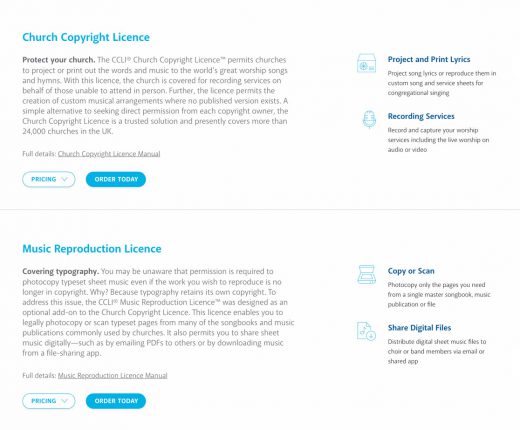 Church Copyright Licence
Protect your church. The CCLI® Church Copyright Licence™ permits churches
to project or print out the words and music to the world's great worship songs
and hymns. With this licence, the church is covered for recording services on
behalf of those unable to attend in person. Further, the licence permits the
creation of custom musical arrangements where no published version exists. A
simple alternative to seeking direct permission from each copyright owner, the
Church Copyright Licence is a trusted solution and presently covers more than
24,000 churches in the UK.
Full details: Church Copyright Licence Manual
PRICING
ORDER TODAY
Project and Print Lyrics
Project song lyrics or reproduce them in
custom song and service sheets for
congregational singing
Recording Services
Record and capture your worship
services including the live worship on
audio or video
Music Reproduction Licence
Covering typography. You may be unaware that permission is required to
photocopy typeset sheet music even if the work you wish to reproduce is no
longer in copyright. Why? Because typography retains its own copyright. To
address this issue, the CCLI® Music Reproduction Licence™ was designed as an
optional add-on to the Church Copyright Licence. This licence enables you to
legally photocopy or scan typeset pages from many of the songbooks and music
publications commonly used by churches. It also permits you to share sheet
music digitally—such as by emailing PDFs to others or by downloading music
from a file-sharing app.
Full details: Music Reproduction Licence Manual
PRICING
ORDER TODAY
Copy or Scan
Photocopy only the pages you need
from a single master songbook, music
publication or file
Share Digital Files
Distribute digital sheet music files to
choir or band members via email or
shared app